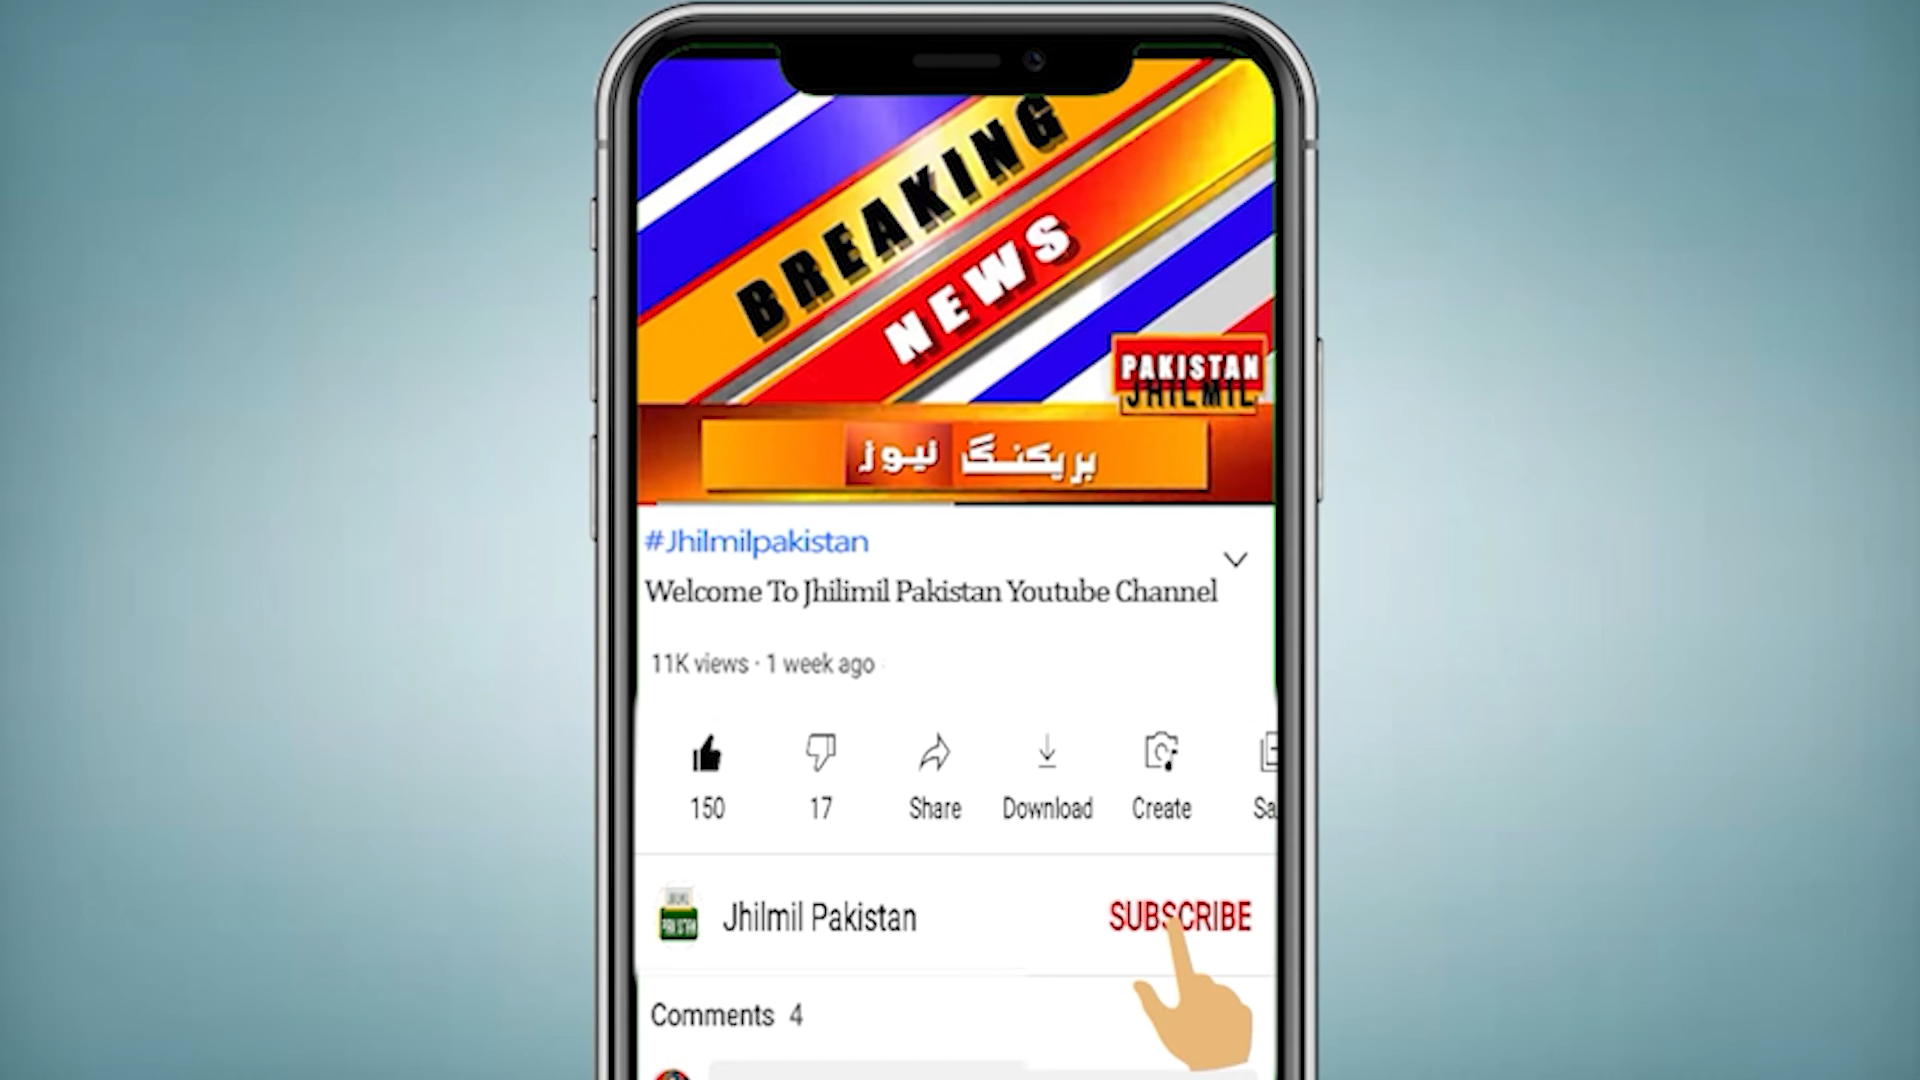 BREAKING
NEWS
PAKISTAN
JHILMIL
بریکنگ نیوز
#Jhilmilpakistan
Welcome To Jhilimil Pakistan Youtube Channel
11K views · 1 week ago
150 17 Share Download Create Sa
Jhilmil Pakistan SUBSCRIBE
Comments 4